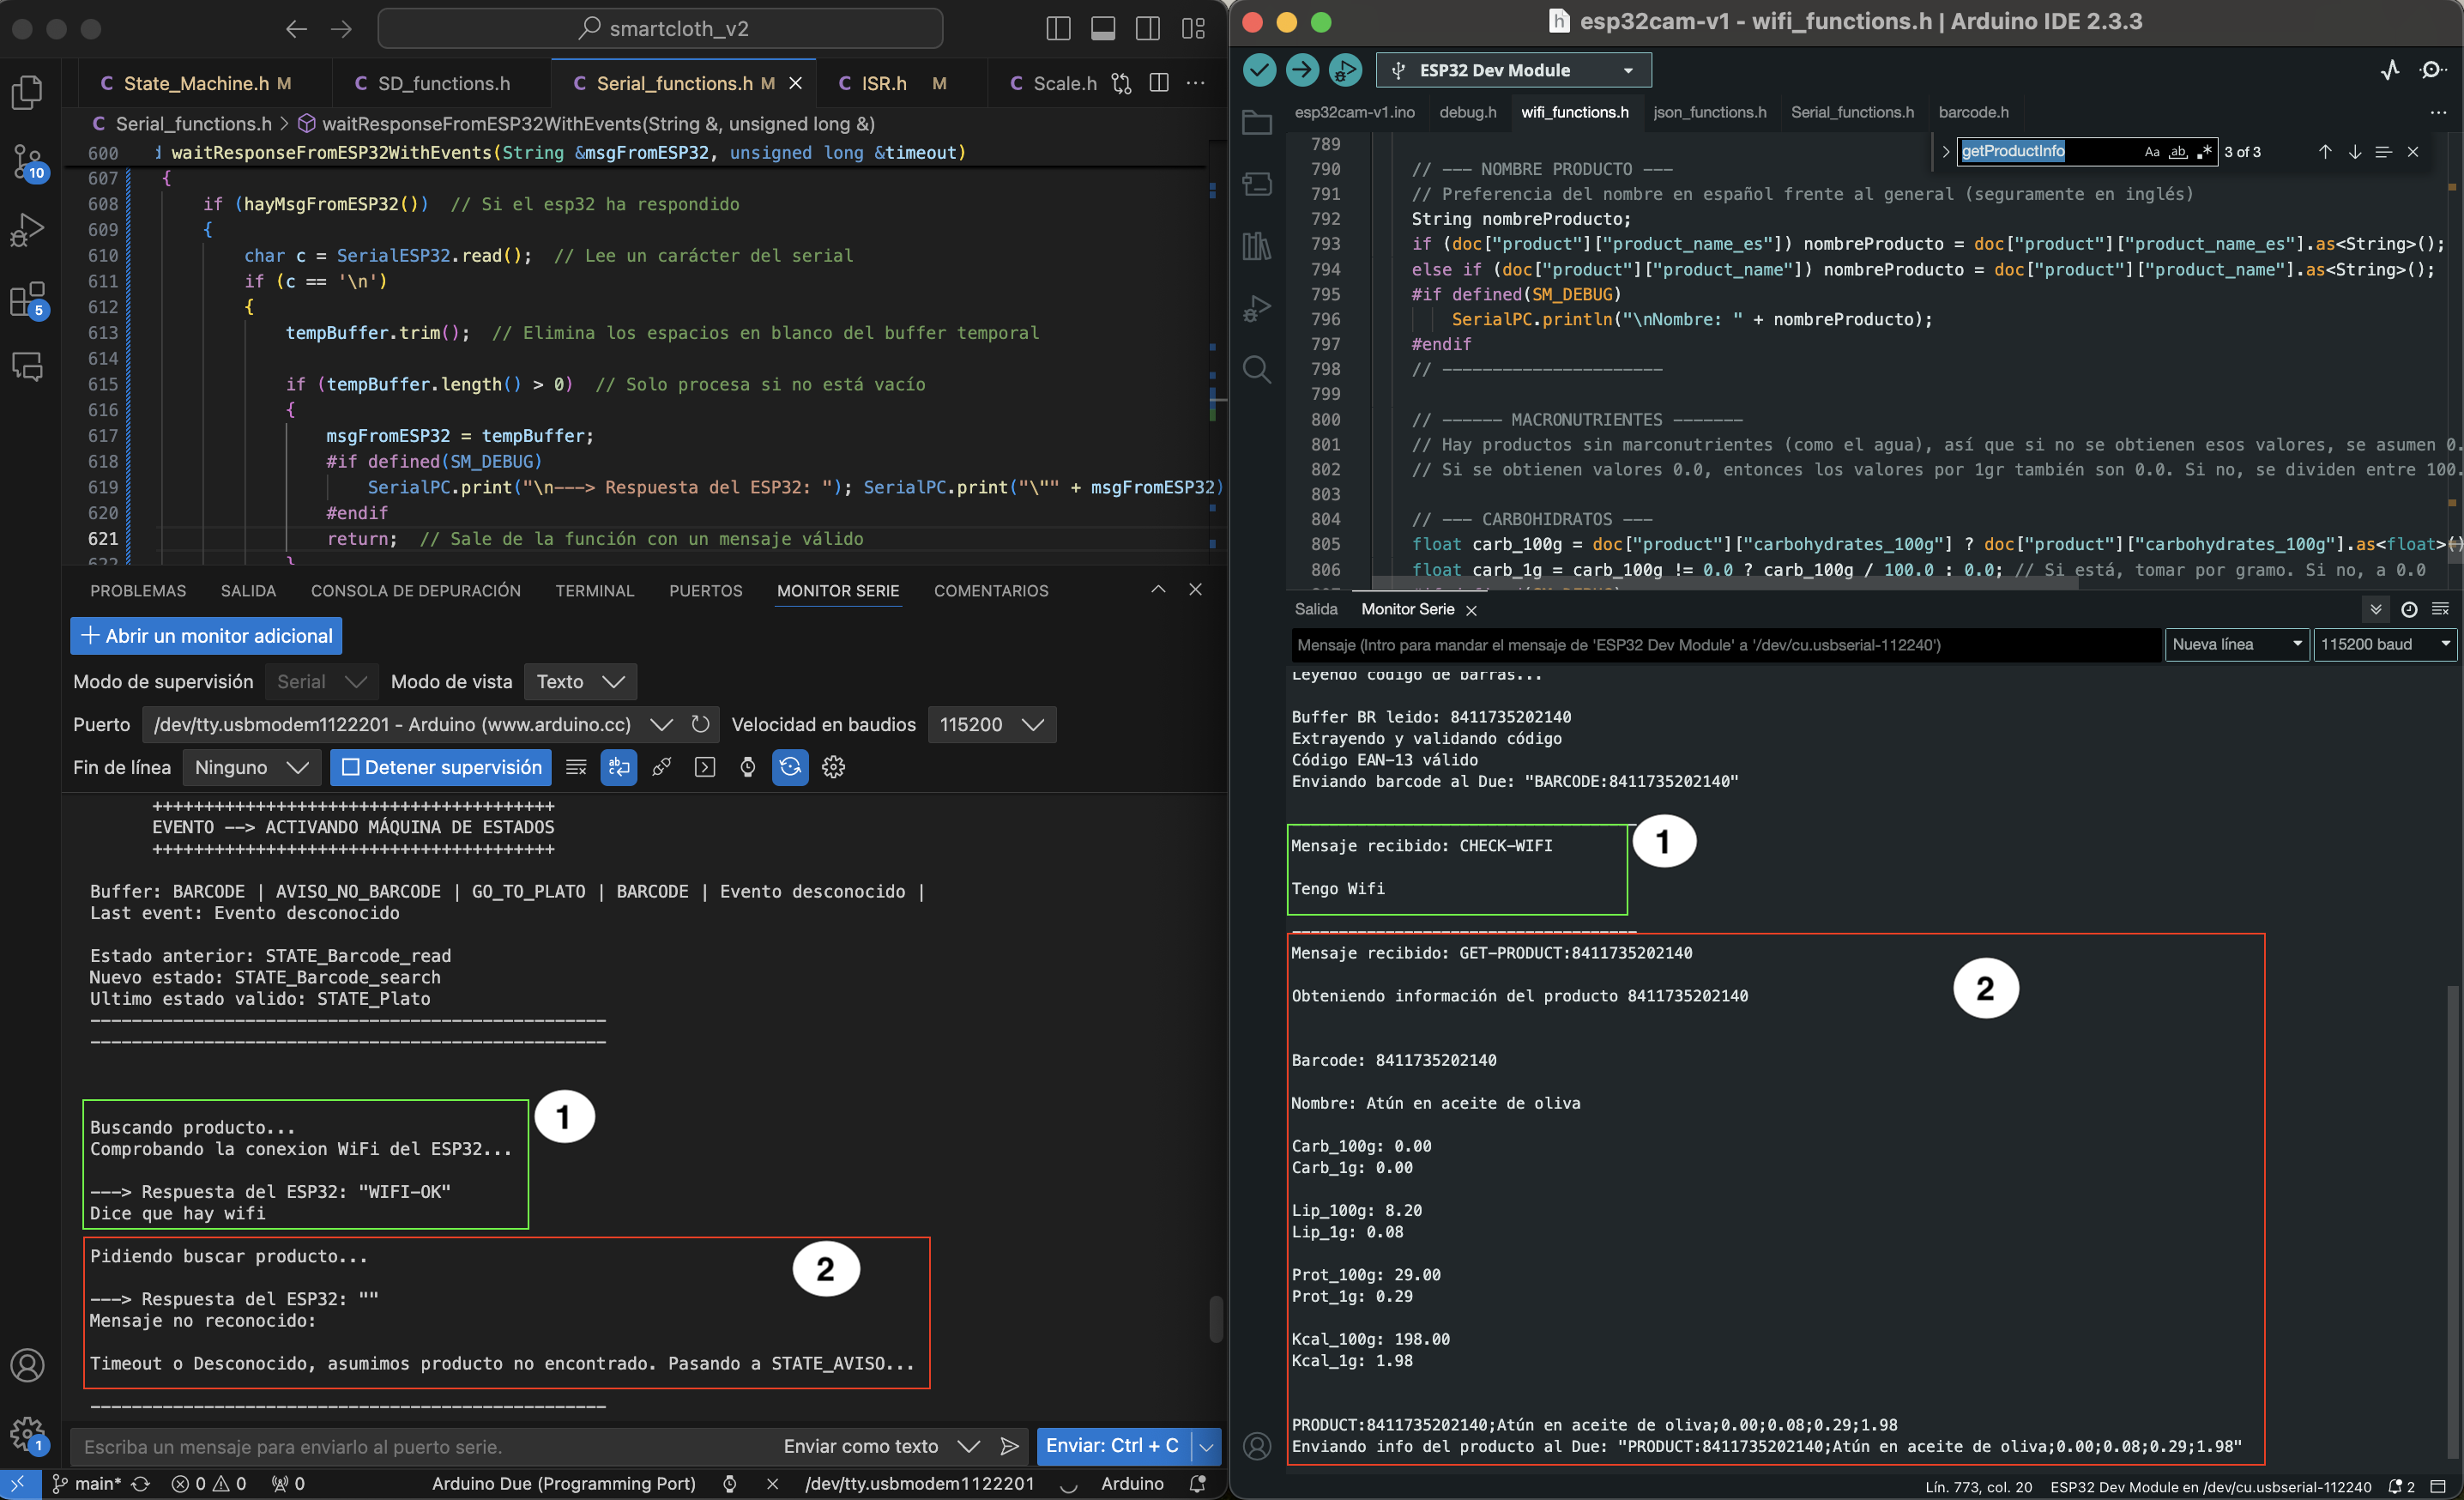 smartcloth_v2
State_Machine.h M
SD_functions.h
Serial_functions.h M
ISR.h M
Scale.h
Serial_functions.h > waitResponseFromESP32WithEvents(String &, unsigned long &)
600 waitResponseFromESP32WithEvents(String &msgFromESP32, unsigned long &timeout)
607 {
608 if (hayMsgFromESP32()) // Si el esp32 ha respondido
609 {
610 char c = SerialESP32.read(); // Lee un carácter del serial
611 if (c == '\n')
612 {
613 tempBuffer.trim(); // Elimina los espacios en blanco del buffer temporal
614
615 if (tempBuffer.length() > 0) // Solo procesa si no está vacío
616 {
617 msgFromESP32 = tempBuffer;
618 #if defined(SM_DEBUG)
619 SerialPC.print("\n---> Respuesta del ESP32: "); SerialPC.print("\"" + msgFromESP32)
620 #endif
621 return; // Sale de la función con un mensaje válido
622 }
10
5
1
PROBLEMAS SALIDA CONSOLA DE DEPURACIÓN TERMINAL PUERTOS MONITOR SERIE COMENTARIOS
+ Abrir un monitor adicional
Modo de supervisión Serial Modo de vista Texto
Puerto /dev/tty.usbmodem1122201 - Arduino (www.arduino.cc) Velocidad en baudios 115200
Fin de línea Ninguno Detener supervisión
++++++++++++++++++++++++++++++++++++++
EVENTO --> ACTIVANDO MÁQUINA DE ESTADOS
++++++++++++++++++++++++++++++++++++++
Buffer: BARCODE | AVISO_NO_BARCODE | GO_TO_PLATO | BARCODE | Evento desconocido |
Last event: Evento desconocido
Estado anterior: STATE_Barcode_read
Nuevo estado: STATE_Barcode_search
Ultimo estado valido: STATE_Plato
--------------------------------------------------
--------------------------------------------------
1
Buscando producto...
Comprobando la conexion WiFi del ESP32...
---> Respuesta del ESP32: "WIFI-OK"
Dice que hay wifi
2
Pidiendo buscar producto...
---> Respuesta del ESP32: ""
Mensaje no reconocido:
Timeout o Desconocido, asumimos producto no encontrado. Pasando a STATE_AVISO...
--------------------------------------------------
Escriba un mensaje para enviarlo al puerto serie. Enviar como texto Enviar: Ctrl + C
main* 0 0 0 Arduino Due (Programming Port) /dev/tty.usbmodem1122201 Arduino
esp32cam-v1 - wifi_functions.h | Arduino IDE 2.3.3
ESP32 Dev Module
esp32cam-v1.ino debug.h wifi_functions.h json_functions.h Serial_functions.h barcode.h
getProductInfo Aa ab 3 of 3
789
790 // --- NOMBRE PRODUCTO ---
791 // Preferencia del nombre en español frente al general (seguramente en inglés)
792 String nombreProducto;
793 if (doc["product"]["product_name_es"]) nombreProducto = doc["product"]["product_name_es"].as<String>();
794 else if (doc["product"]["product_name"]) nombreProducto = doc["product"]["product_name"].as<String>();
795 #if defined(SM_DEBUG)
796 SerialPC.println("\nNombre: " + nombreProducto);
797 #endif
798 // ----------------------
799
800 // ------ MACRONUTRIENTES -------
801 // Hay productos sin marconutrientes (como el agua), así que si no se obtienen esos valores, se asumen 0.
802 // Si se obtienen valores 0.0, entonces los valores por 1gr también son 0.0. Si no, se dividen entre 100.
803
804 // --- CARBOHIDRATOS ---
805 float carb_100g = doc["product"]["carbohydrates_100g"] ? doc["product"]["carbohydrates_100g"].as<float>()
806 float carb_1g = carb_100g != 0.0 ? carb_100g / 100.0 : 0.0; // Si está, tomar por gramo. Si no, a 0.0
Salida Monitor Serie
Mensaje (Intro para mandar el mensaje de 'ESP32 Dev Module' a '/dev/cu.usbserial-112240') Nueva línea 115200 baud
Leyendo codigo de barras...
Buffer BR leido: 8411735202140
Extrayendo y validando código
Código EAN-13 válido
Enviando barcode al Due: "BARCODE:8411735202140"
1
Mensaje recibido: CHECK-WIFI
Tengo Wifi
-------------------------------------
Mensaje recibido: GET-PRODUCT:8411735202140
2
Obteniendo información del producto 8411735202140
Barcode: 8411735202140
Nombre: Atún en aceite de oliva
Carb_100g: 0.00
Carb_1g: 0.00
Lip_100g: 8.20
Lip_1g: 0.08
Prot_100g: 29.00
Prot_1g: 0.29
Kcal_100g: 198.00
Kcal_1g: 1.98
PRODUCT:8411735202140;Atún en aceite de oliva;0.00;0.08;0.29;1.98
Enviando info del producto al Due: "PRODUCT:8411735202140;Atún en aceite de oliva;0.00;0.08;0.29;1.98"
Lín. 773, col. 20 ESP32 Dev Module en /dev/cu.usbserial-112240 2